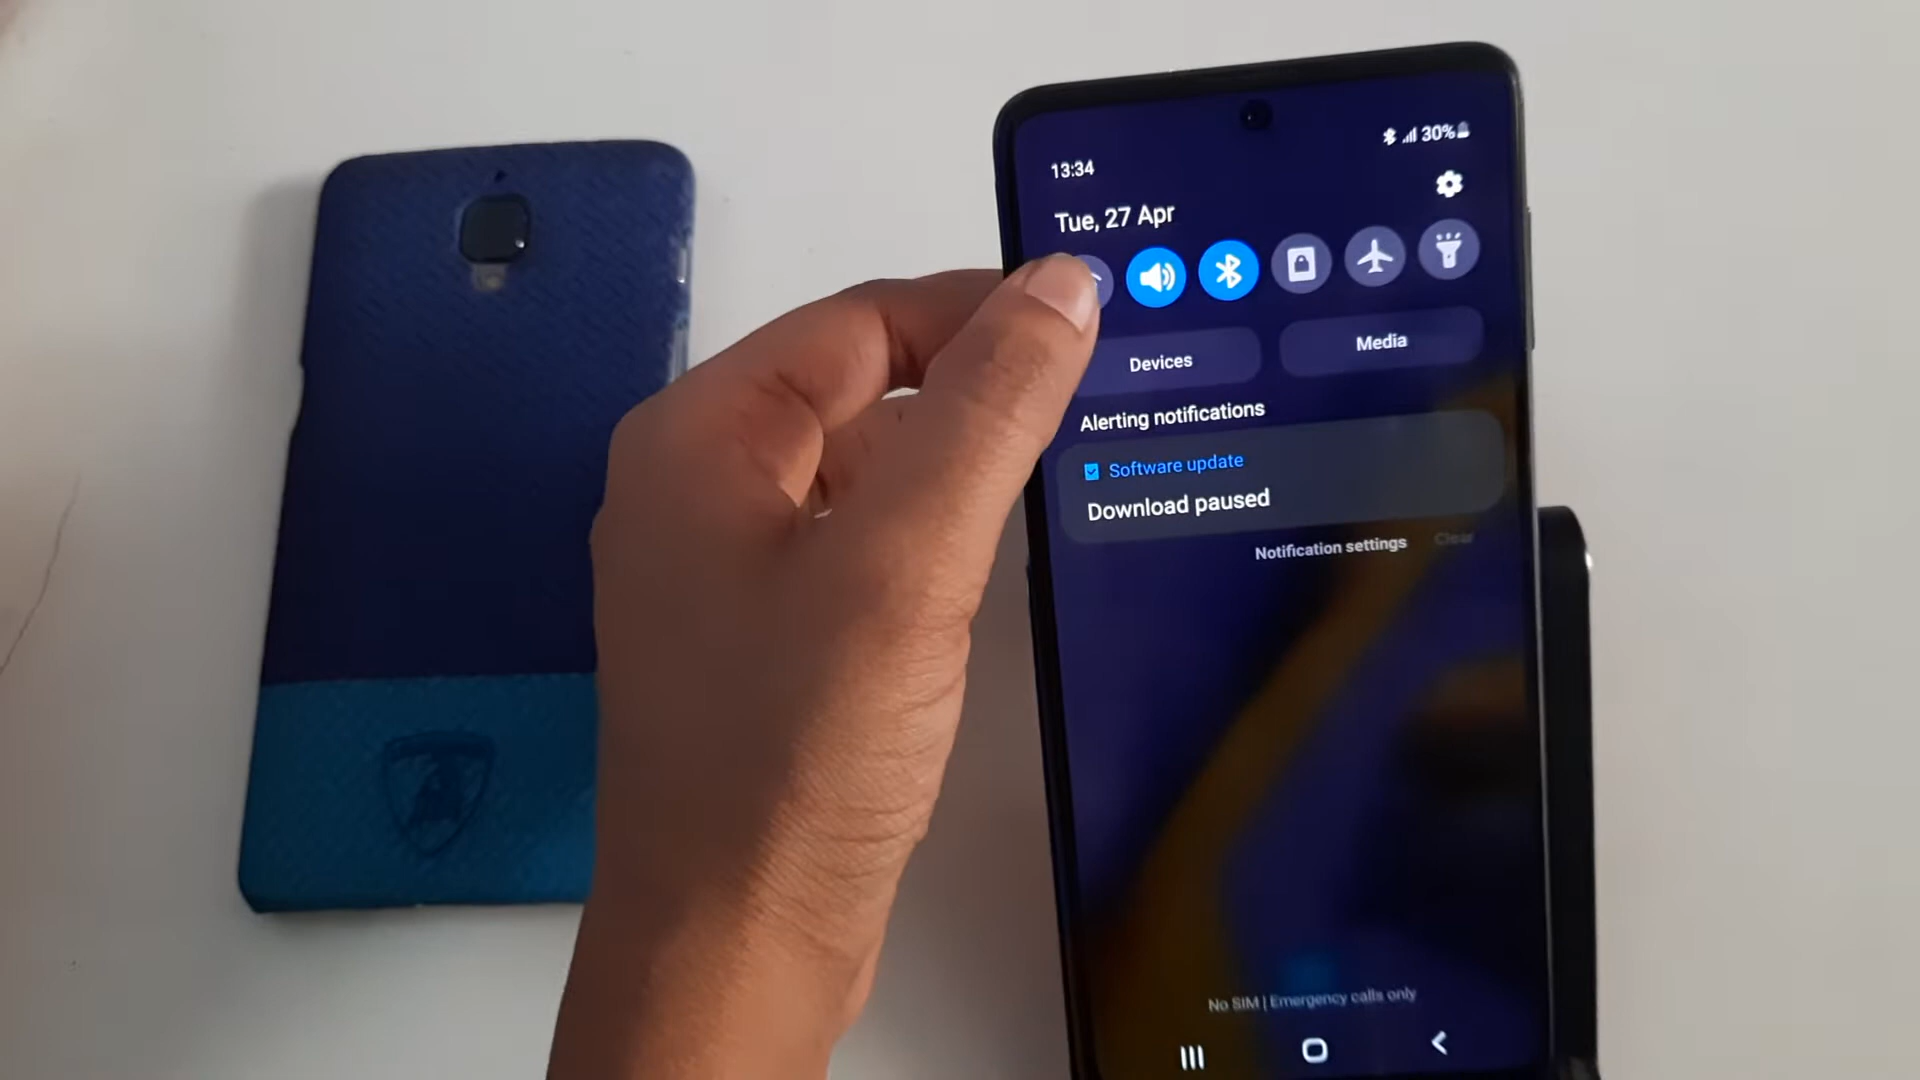 30%
13:34
Tue, 27 Apr
Devices
Media
Alerting notifications
Software update
Download paused
Notification settings
Clear
No SIM | Emergency calls only